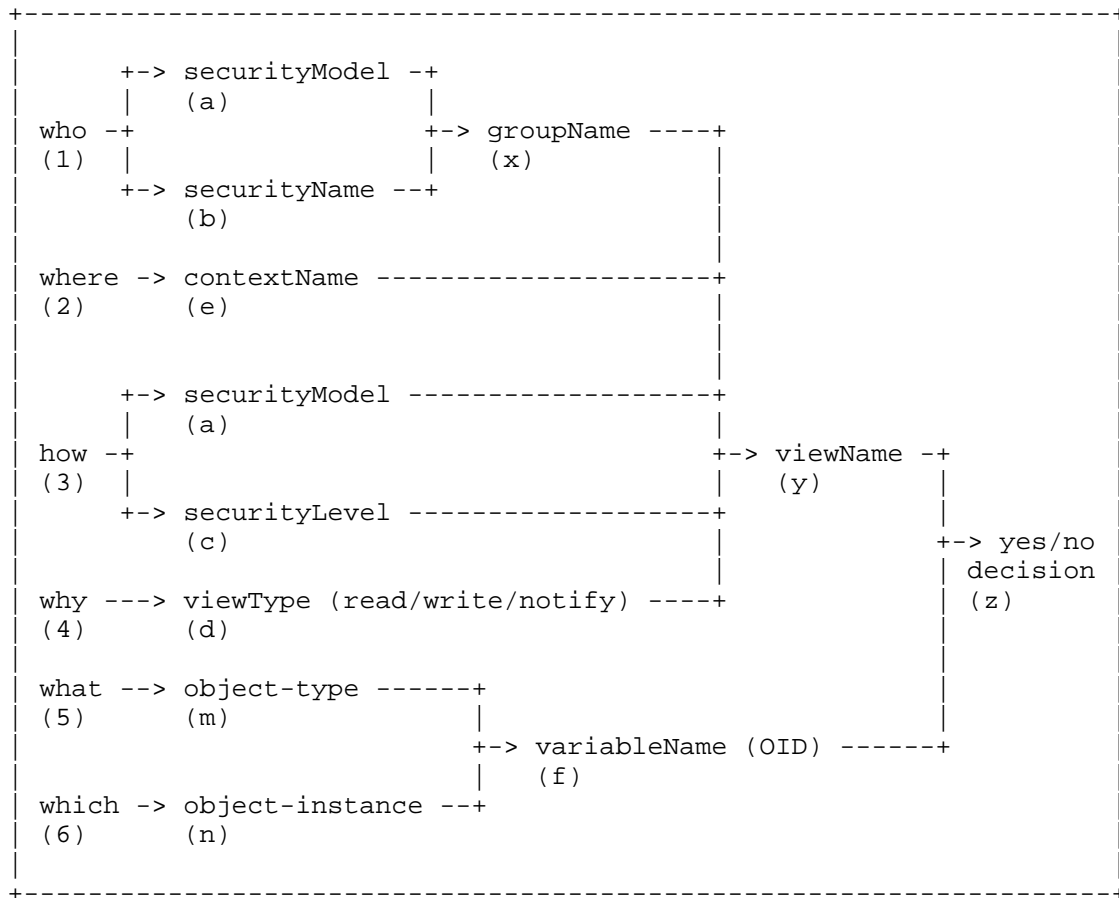 +-> securityModel -+
| (a) |
who -+ +-> groupName ----+
(1) | | (x) |
+-> securityName --+ |
(b) |
|
where -> contextName ---------------------+
(2) (e) |
|
|
+-> securityModel -------------------+
| (a) |
how -+ +-> viewName -+
(3) | | (y) |
+-> securityLevel -------------------+ |
(c) | +-> yes/no
| | decision
why ---> viewType (read/write/notify) ----+ | (z)
(4) (d) |
|
what --> object-type ------+ |
(5) (m) | |
+-> variableName (OID) ------+
| (f)
which -> object-instance --+
(6) (n)